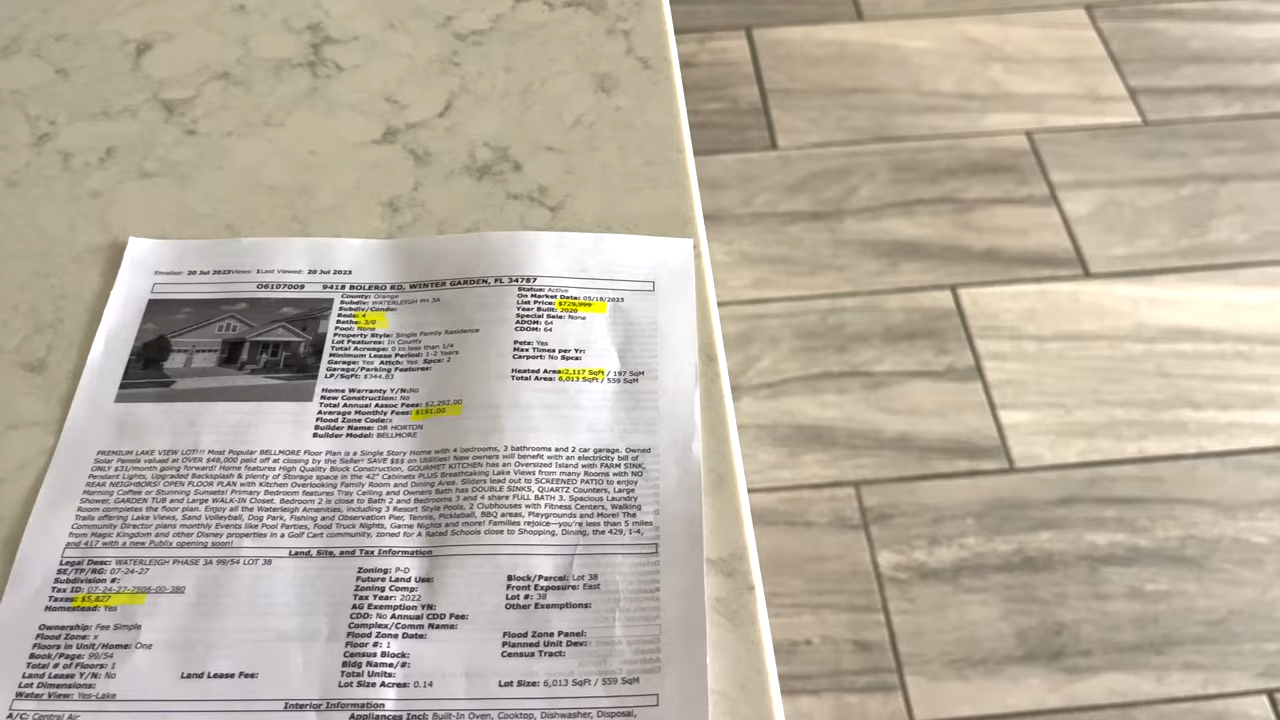 Emailed: 20 Jul 2023 Views: 1 Last Viewed: 20 Jul 2023
O6107009 9418 BOLERO RD, WINTER GARDEN, FL 34787
County: Orange
Subdiv: WATERLEIGH PH 3A
Subdiv/Condo:
Beds: 4
Baths: 3/0
Pool: None
Property Style: Single Family Residence
Lot Features: In County
Total Acreage: 0 to less than 1/4
Minimum Lease Period: 1-2 Years
Garage: Yes Attch: Yes Spcs: 2
Garage/Parking Features:
LP/SqFt: $344.83
Home Warranty Y/N:No
New Construction: No
Total Annual Assoc Fees: $2,292.00
Average Monthly Fees: $191.00
Flood Zone Code:x
Builder Name: DR HORTON
Builder Model: BELLMORE
Status: Active
On Market Date: 05/18/2023
List Price: $729,999
Year Built: 2020
Special Sale: None
ADOM: 64
CDOM: 64
Pets: Yes
Max Times per Yr:
Carport: No Spcs:
Heated Area:2,117 SqFt / 197 SqM
Total Area: 6,013 SqFt / 559 SqM
PREMIUM LAKE VIEW LOT!!! Most Popular BELLMORE Floor Plan is a Single Story Home with 4 bedrooms, 3 bathrooms and 2 car garage. Owned
Solar Panels valued at OVER $48,000 paid off at closing by the Seller! SAVE $$$ on Utilities! New owners will benefit with an electricity bill of
ONLY $31/month going forward! Home features High Quality Block Construction, GOURMET KITCHEN has an Oversized Island with FARM SINK,
Pendant Lights, Upgraded Backsplash & plenty of Storage space in the 42" Cabinets PLUS Breathtaking Lake Views from many Rooms with NO
REAR NEIGHBORS! OPEN FLOOR PLAN with Kitchen Overlooking Family Room and Dining Area. Sliders lead out to SCREENED PATIO to enjoy
Morning Coffee or Stunning Sunsets! Primary Bedroom features Tray Ceiling and Owners Bath has DOUBLE SINKS, QUARTZ Counters, Large
Shower, GARDEN TUB and Large WALK-IN Closet. Bedroom 2 is close to Bath 2 and Bedrooms 3 and 4 share FULL BATH 3. Spacious Laundry
Room completes the floor plan. Enjoy all the Waterleigh Amenities, including 3 Resort Style Pools, 2 Clubhouses with Fitness Centers, Walking
Trails offering Lake Views, Sand Volleyball, Dog Park, Fishing and Observation Pier, Tennis, Pickleball, BBQ areas, Playgrounds and More! The
Community Director plans monthly Events like Pool Parties, Food Truck Nights, Game Nights and more! Families rejoice—you're less than 5 miles
from Magic Kingdom and other Disney properties in a Golf Cart community, zoned for A Rated Schools close to Shopping, Dining, the 429, I-4,
and 417 with a new Publix opening soon!
Land, Site, and Tax Information
Legal Desc: WATERLEIGH PHASE 3A 99/54 LOT 38
SE/TP/RG: 07-24-27
Subdivision #:
Tax ID: 07-24-27-7506-00-380
Taxes: $5,827
Homestead: Yes
Ownership: Fee Simple
Flood Zone: x
Floors in Unit/Home: One
Book/Page: 99/54
Total # of Floors: 1
Land Lease Y/N: No
Land Lease Fee:
Lot Dimensions:
Water View: Yes-Lake
Zoning: P-D
Future Land Use:
Zoning Comp:
Tax Year: 2022
AG Exemption YN:
CDD: No Annual CDD Fee:
Complex/Comm Name:
Flood Zone Date:
Floor #: 1
Census Block:
Bldg Name/#:
Total Units:
Lot Size Acres: 0.14
Block/Parcel: Lot 38
Front Exposure: East
Lot #: 38
Other Exemptions:
Flood Zone Panel:
Planned Unit Dev:
Census Tract:
Lot Size: 6,013 SqFt / 559 SqM
Interior Information
A/C: Central Air
Appliances Incl: Built-In Oven, Cooktop, Dishwasher, Disposal,